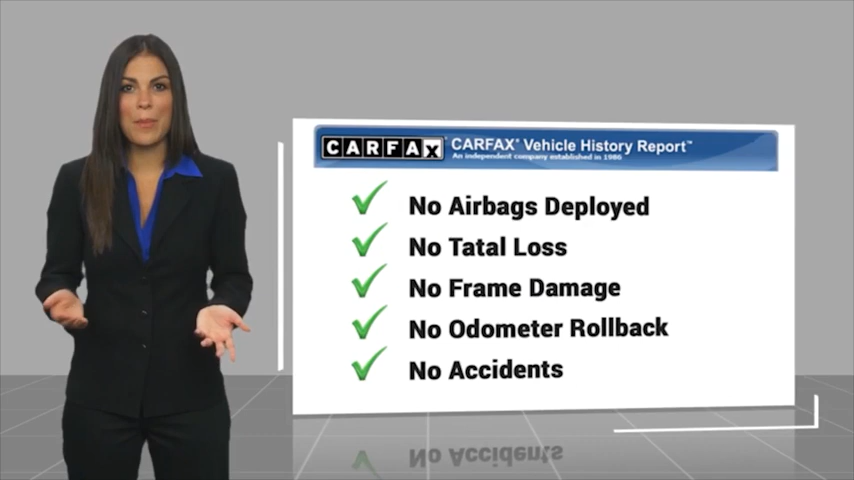 CARFAX CARFAX® Vehicle History Report™
An independent company established in 1986
No Airbags Deployed
No Tatal Loss
No Frame Damage
No Odometer Rollback
No Accidents
No Accidents